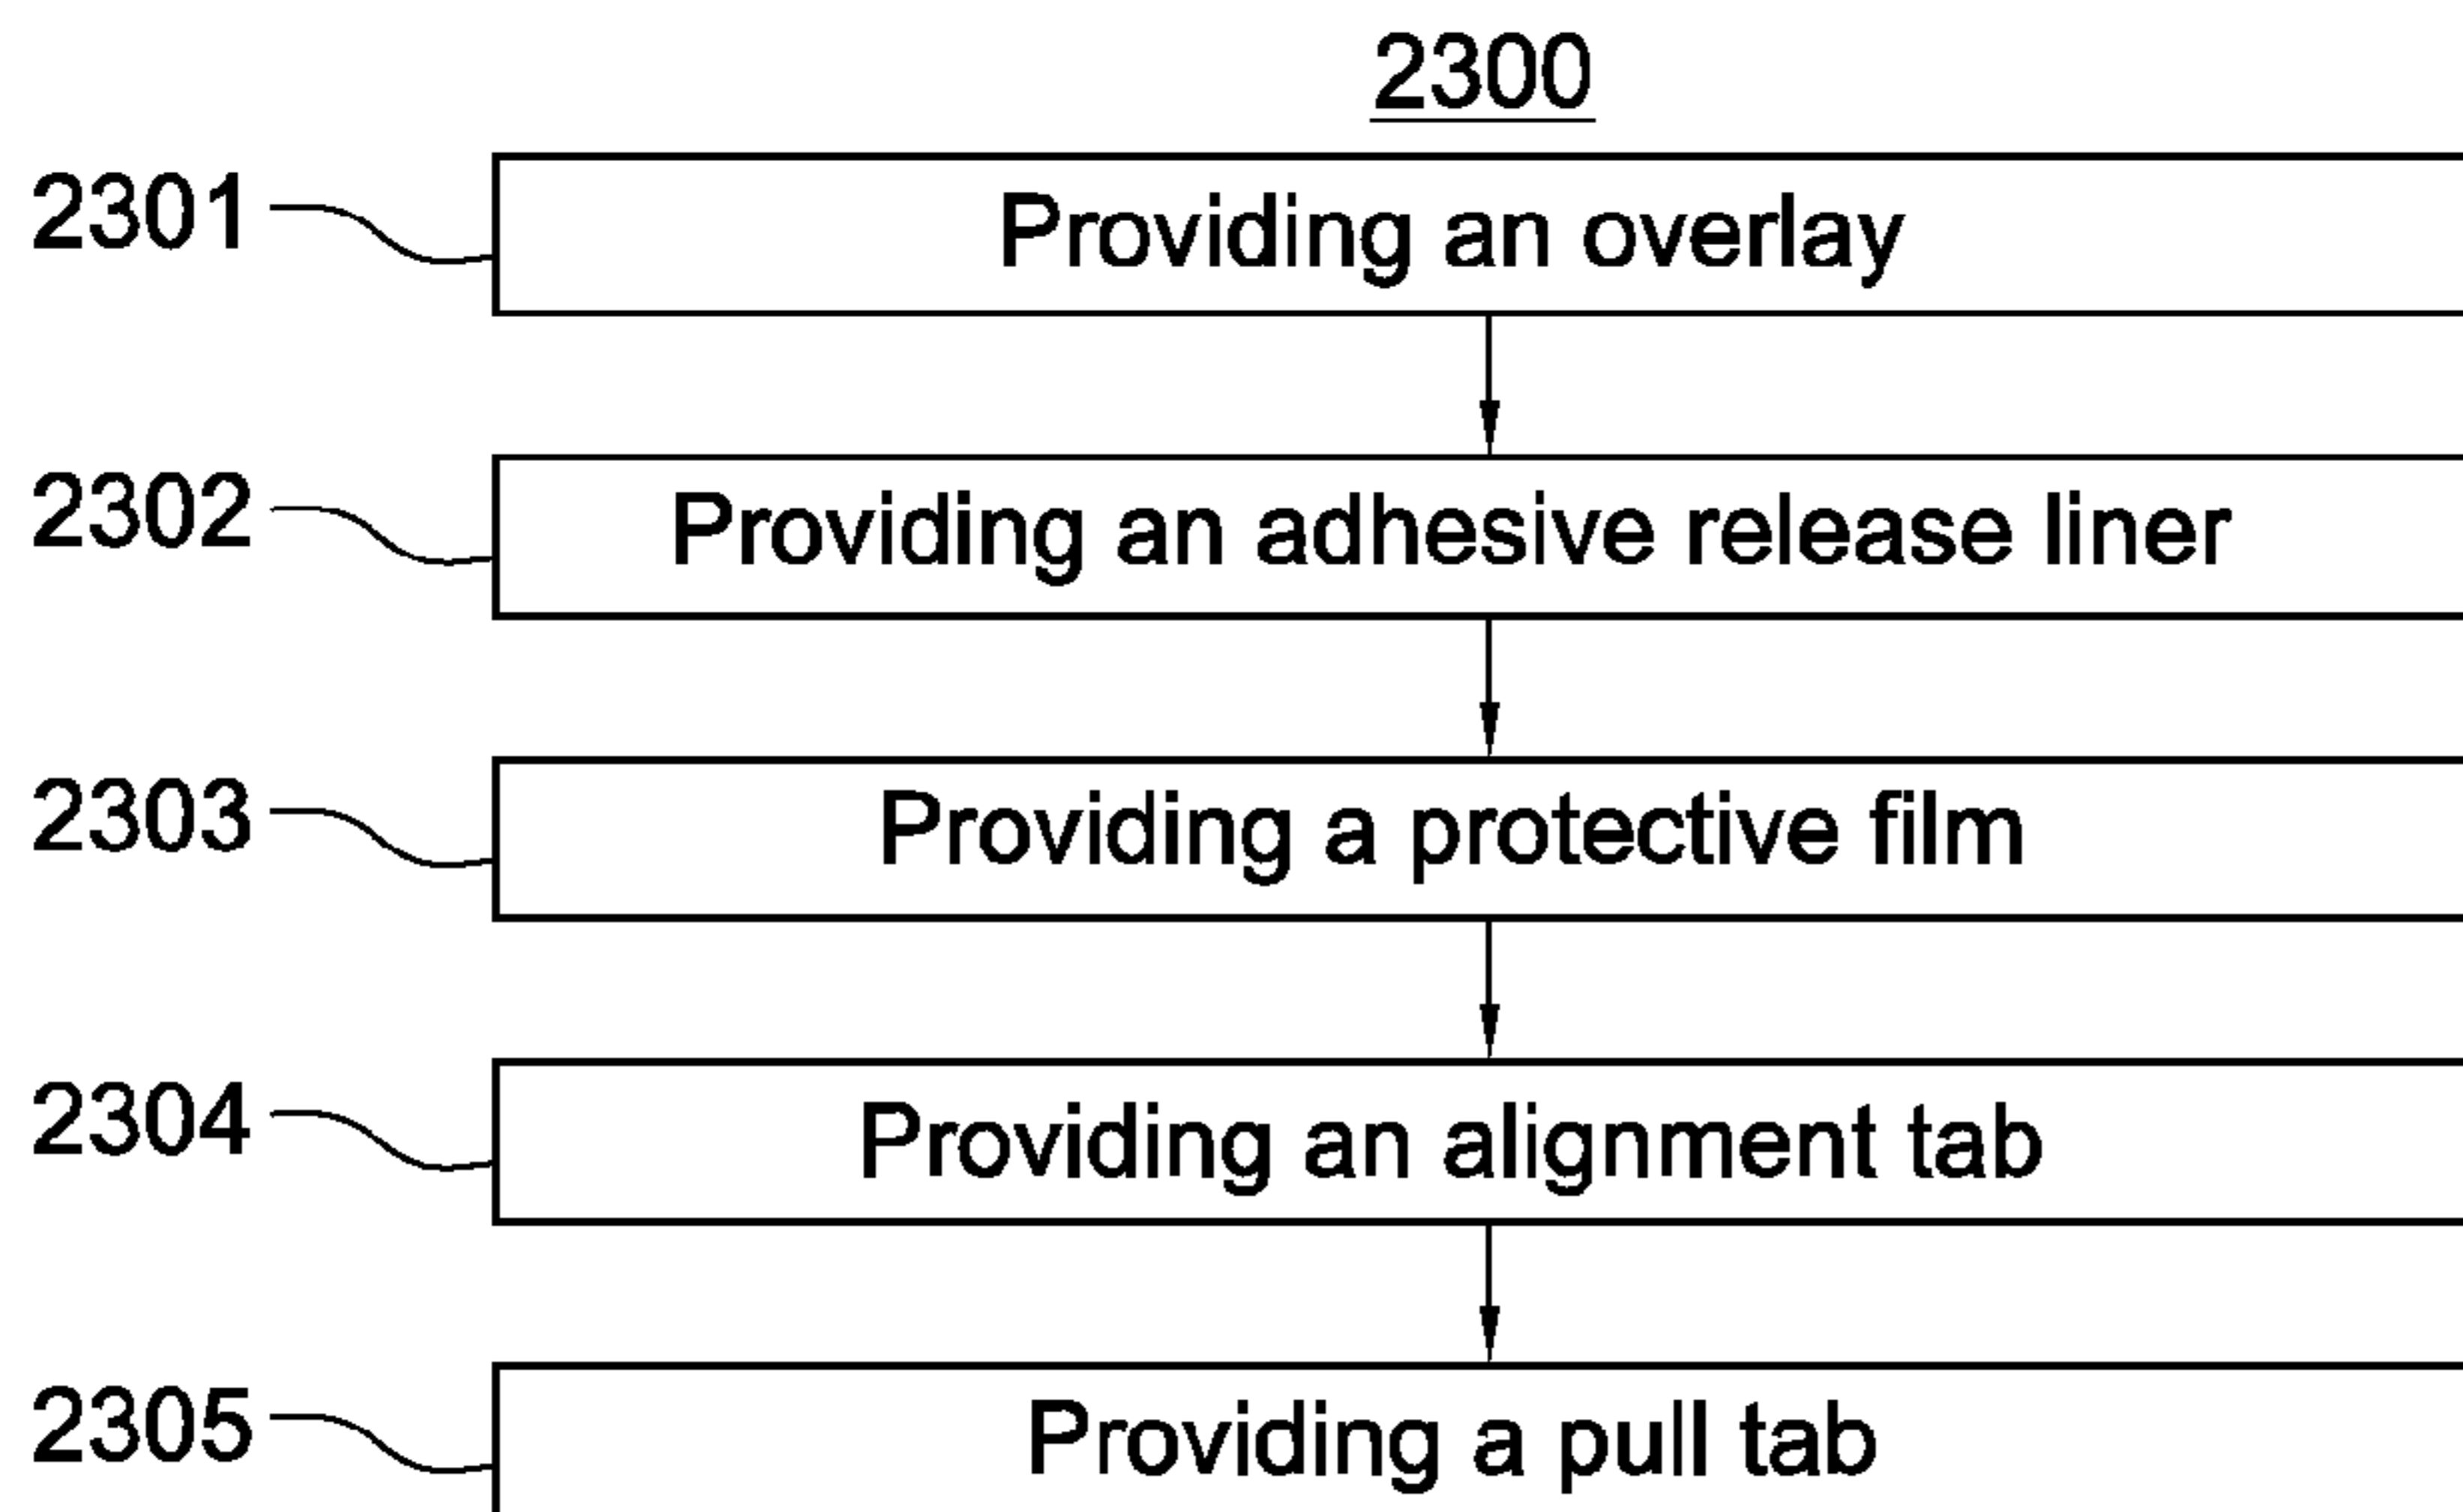 2300
2301 Providing an overlay
2302 Providing an adhesive release liner
2303 Providing a protective film
2304 Providing an alignment tab
2305 Providing a pull tab